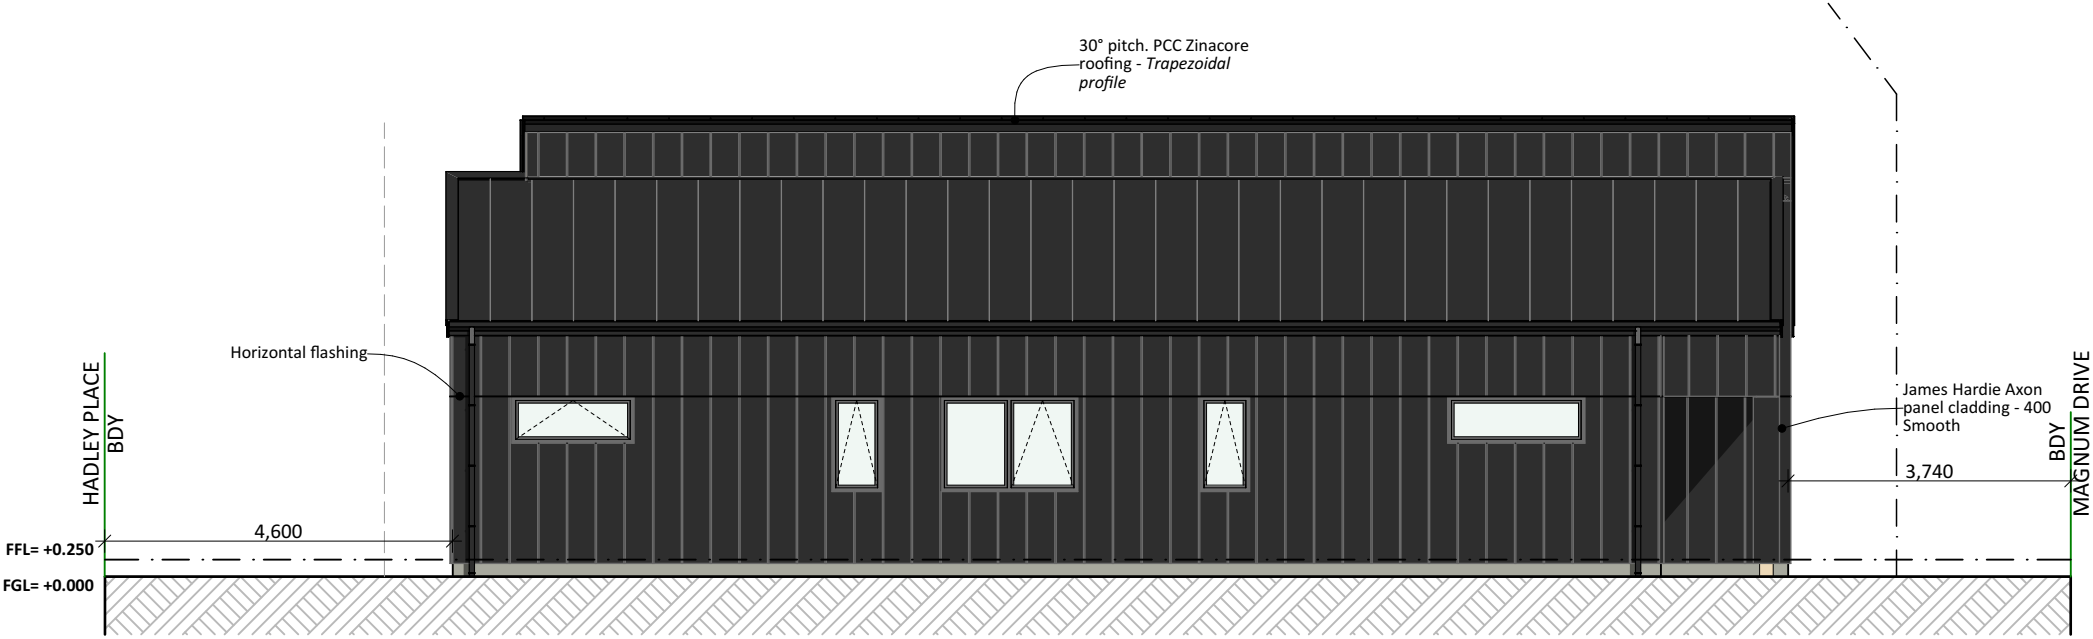 30° pitch. PCC Zinacore
roofing - Trapezoidal
profile
Horizontal flashing
HADLEY PLACE
BDY
James Hardie Axon
panel cladding - 400
Smooth
BDY
MAGNUM DRIVE
3,740
4,600
FFL= +0.250
FGL= +0.000